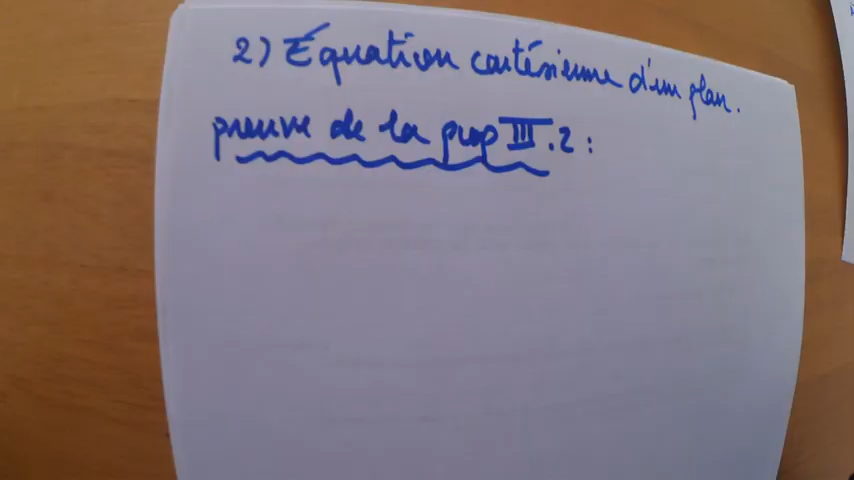 2) Équation cartésienne d'un plan.
preuve de la prop III.2 :